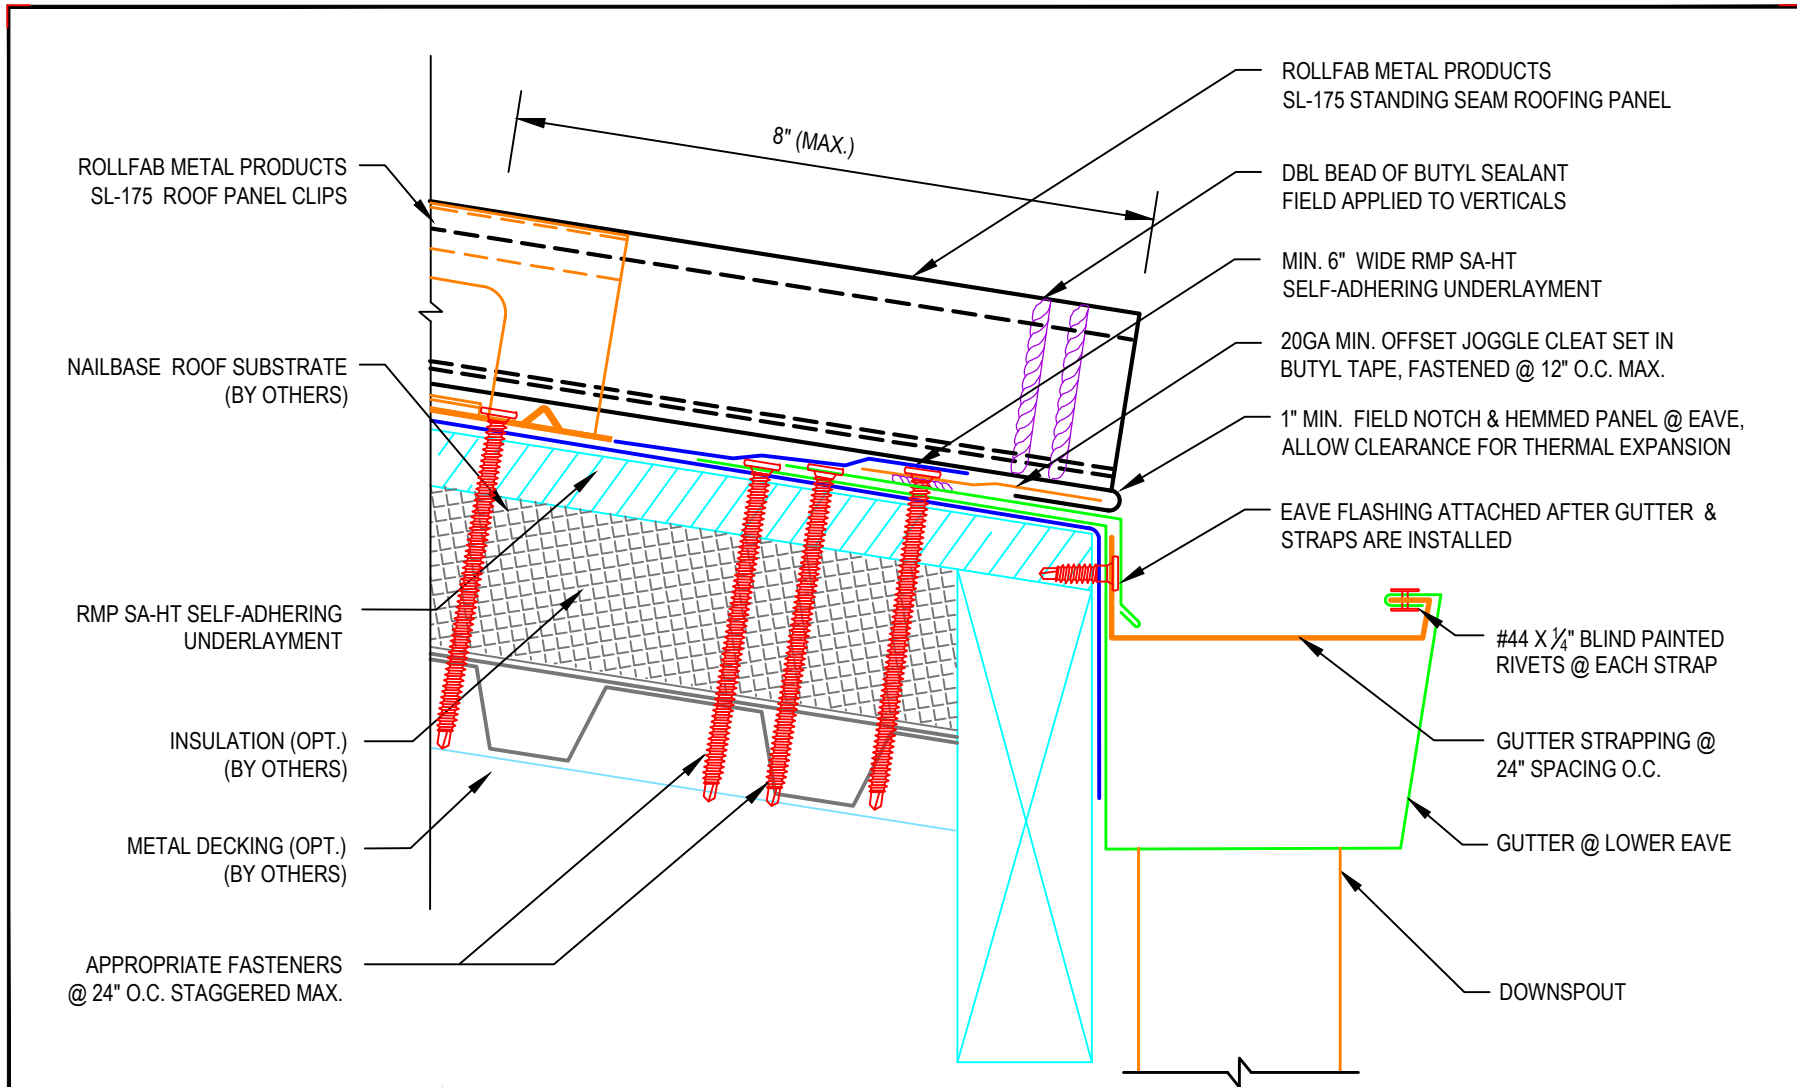 8" (MAX.)
ROLLFAB METAL PRODUCTS
SL-175 ROOF PANEL CLIPS
NAILBASE ROOF SUBSTRATE
(BY OTHERS)
RMP SA-HT SELF-ADHERING
UNDERLAYMENT
INSULATION (OPT.)
(BY OTHERS)
METAL DECKING (OPT.)
(BY OTHERS)
APPROPRIATE FASTENERS
@ 24" O.C. STAGGERED MAX.
ROLLFAB METAL PRODUCTS
SL-175 STANDING SEAM ROOFING PANEL
DBL BEAD OF BUTYL SEALANT
FIELD APPLIED TO VERTICALS
MIN. 6" WIDE RMP SA-HT
SELF-ADHERING UNDERLAYMENT
20GA MIN. OFFSET JOGGLE CLEAT SET IN
BUTYL TAPE, FASTENED @ 12" O.C. MAX.
1" MIN. FIELD NOTCH & HEMMED PANEL @ EAVE,
ALLOW CLEARANCE FOR THERMAL EXPANSION
EAVE FLASHING ATTACHED AFTER GUTTER &
STRAPS ARE INSTALLED
#44 X 1/4" BLIND PAINTED
RIVETS @ EACH STRAP
GUTTER STRAPPING @
24" SPACING O.C.
GUTTER @ LOWER EAVE
DOWNSPOUT